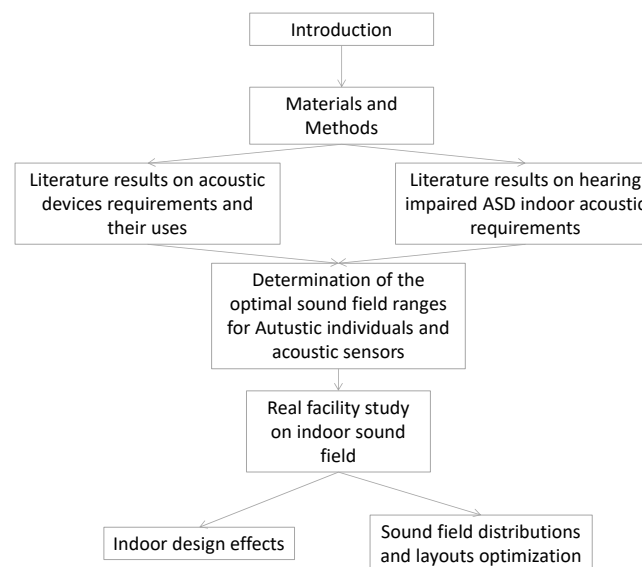 Introduction
Materials and
Methods
Literature results on acoustic
devices requirements and
their uses
Literature results on hearing
impaired ASD indoor acoustic
requirements
Determination of the
optimal sound field ranges
for Autustic individuals and
acoustic sensors
Real facility study
on indoor sound
field
Indoor design effects
Sound field distributions
and layouts optimization